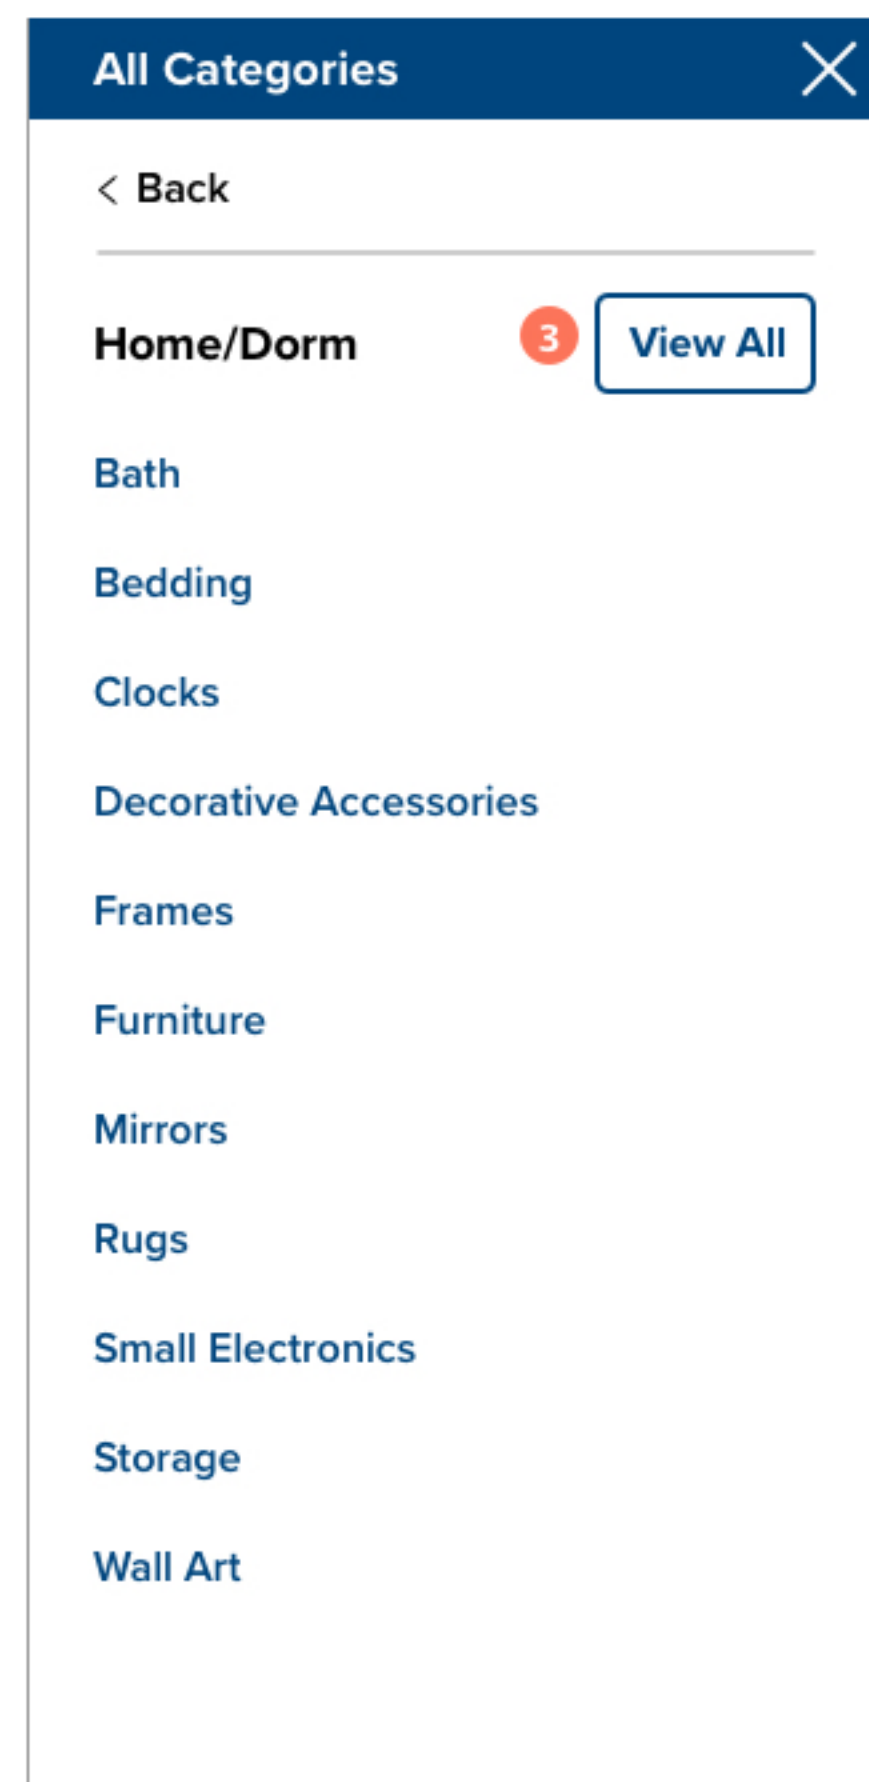 All Categories
Back
Home/Dorm 3 View All
Bath
Bedding
Clocks
Decorative Accessories
Frames
Furniture
Mirrors
Rugs
Small Electronics
Storage
Wall Art